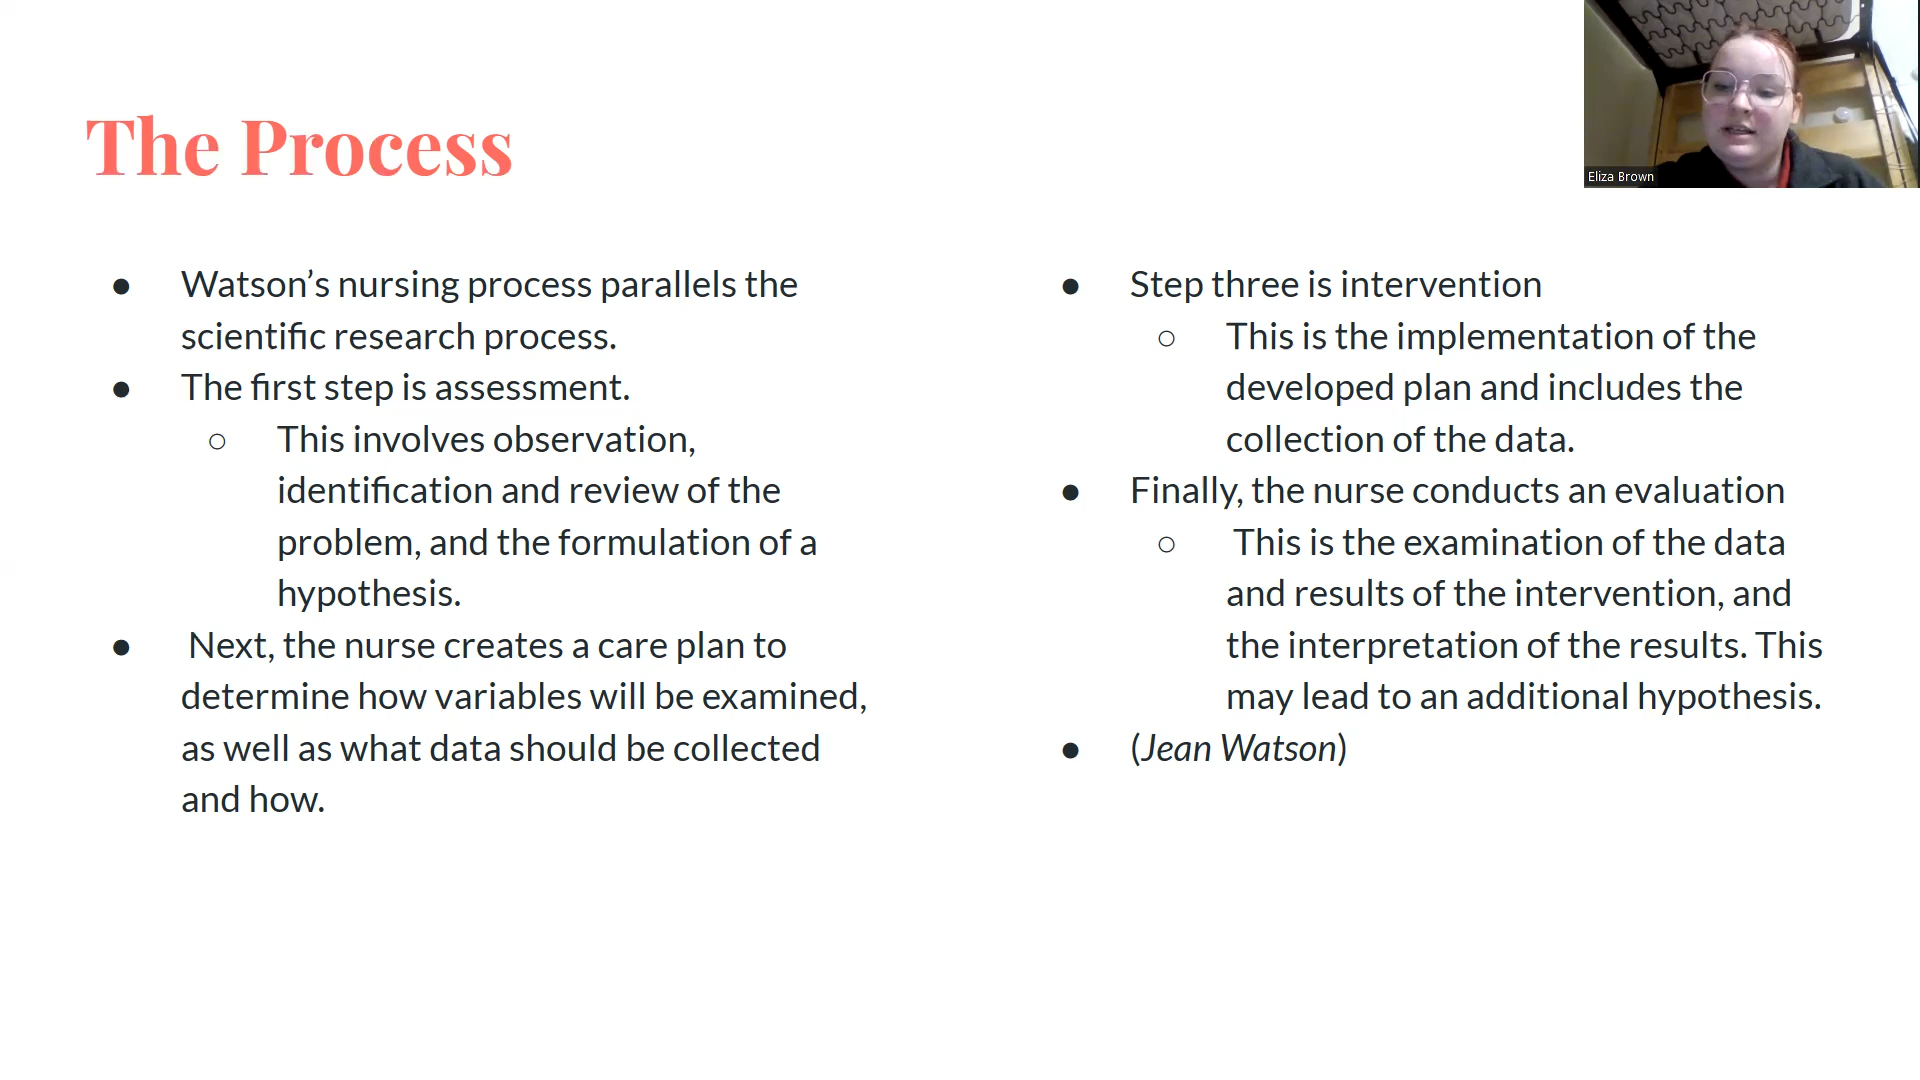 The Process
Eliza Brown
● Watson’s nursing process parallels the
scientific research process.
● The first step is assessment.
○ This involves observation,
identification and review of the
problem, and the formulation of a
hypothesis.
● Next, the nurse creates a care plan to
determine how variables will be examined,
as well as what data should be collected
and how.
● Step three is intervention
○ This is the implementation of the
developed plan and includes the
collection of the data.
● Finally, the nurse conducts an evaluation
○ This is the examination of the data
and results of the intervention, and
the interpretation of the results. This
may lead to an additional hypothesis.
● (Jean Watson)